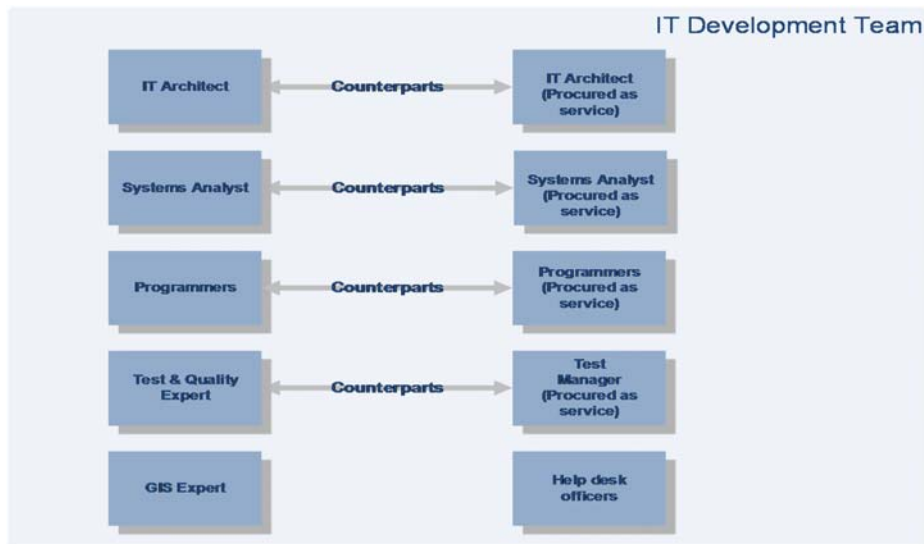 IT Development Team
IT Architect
Counterparts
IT Architect
(Procured as
service)
Systems Analyst
Counterparts
Systems Analyst
(Procured as
service)
Programmers
Counterparts
Programmers
(Procured as
service)
Test & Quality
Expert
Counterparts
Test
Manager
(Procured as
service)
GIS Expert
Help desk
officers